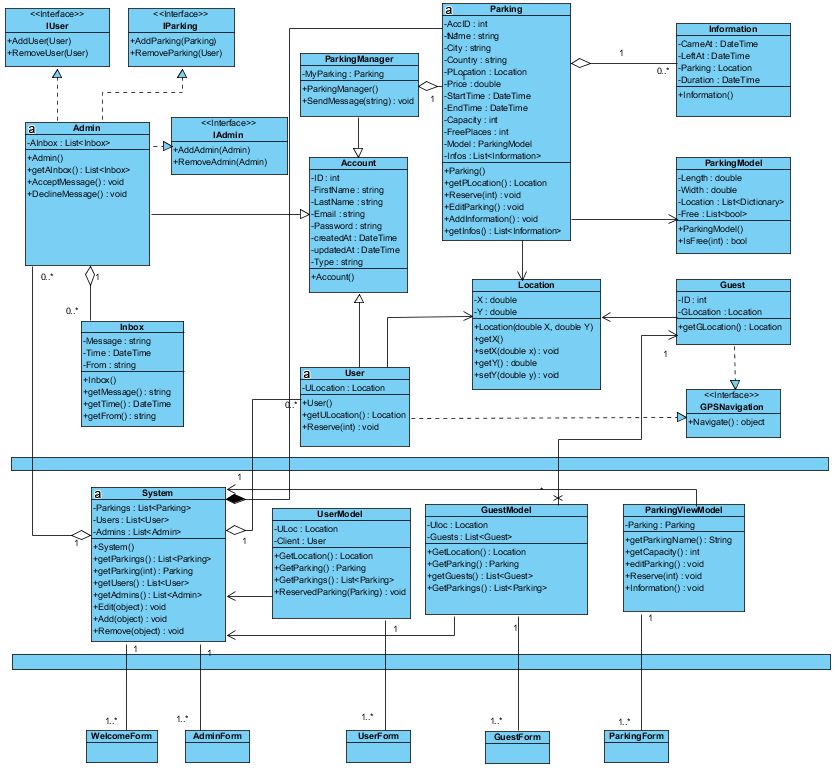 <<Interface>>
IUser
+AddUser(User)
+RemoveUser(User)
<<Interface>>
IParking
+AddParking(Parking)
+RemoveParking(User)
a
Parking
-AccID : int
-Name : string
-City : string
-Country : string
-PLocation : Location
-Price : double
-StartTime : DateTime
-EndTime : DateTime
-Capacity : int
-FreePlaces : int
-Model : ParkingModel
-Infos : List<Information>
+Parking()
+getPLocation() : Location
+Reserve(int) : void
+EditParking() : void
+AddInformation() : void
+getInfos() : List<Information>
1
0..*
Information
-CameAt : DateTime
-LeftAt : DateTime
-Parking : Location
-Duration : DateTime
+Information()
ParkingManager
-MyParking : Parking
+ParkingManager()
+SendMessage(string) : void
1
1
a
Admin
-AInbox : List<Inbox>
+Admin()
+getAInbox() : List<Inbox>
+AcceptMessage() : void
+DeclineMessage() : void
<<Interface>>
IAdmin
+AddAdmin(Admin)
+RemoveAdmin(Admin)
Account
-ID : int
-FirstName : string
-LastName : string
-Email : string
-Password : string
-createdAt : DateTime
-updatedAt : DateTime
-Type : string
+Account()
ParkingModel
-Length : double
-Width : double
-Location : List<Dictionary>
-Free : List<bool>
+ParkingModel()
+IsFree(int) : bool
0..*
1
0..*
Inbox
-Message : string
-Time : DateTime
-From : string
+Inbox()
+getMessage() : string
+getTime() : DateTime
+getFrom() : string
Location
-X : double
-Y : double
+Location(double X, double Y)
+getX()
+setX(double x) : void
+getY() : double
+setY(double y) : void
Guest
-ID : int
-GLocation : Location
+getGLocation() : Location
1
a
User
-ULocation : Location
+User()
+getULocation() : Location
+Reserve(int) : void
0..*
<<Interface>>
GPSNavigation
+Navigate() : object
a
System
-Parkings : List<Parking>
-Users : List<User>
-Admins : List<Admin>
+System()
+getParkings() : List<Parking>
+getParking(int) : Parking
+getUsers() : List<User>
+getAdmins() : List<Admin>
+Edit(object) : void
+Add(object) : void
+Remove(object) : void
1
1
1
*
UserModel
-ULoc : Location
-Client : User
+GetLocation() : Location
+GetParking() : Parking
+GetParkings() : List<Parking>
+ReservedParking(Parking) : void
GuestModel
-Uloc : Location
-Guests : List<Guest>
+GetLocation() : Location
+GetParking() : Parking
+getGuests() : List<Guest>
+GetParkings() : List<Parking>
ParkingViewModel
-Parking : Parking
+getParkingName() : String
+getCapacity() : int
+editParking() : void
+Reserve(int) : void
+Information() : void
1
1
1
1
1
1
1..*
1..*
1..*
1..*
1..*
WelcomeForm
AdminForm
UserForm
GuestForm
ParkingForm